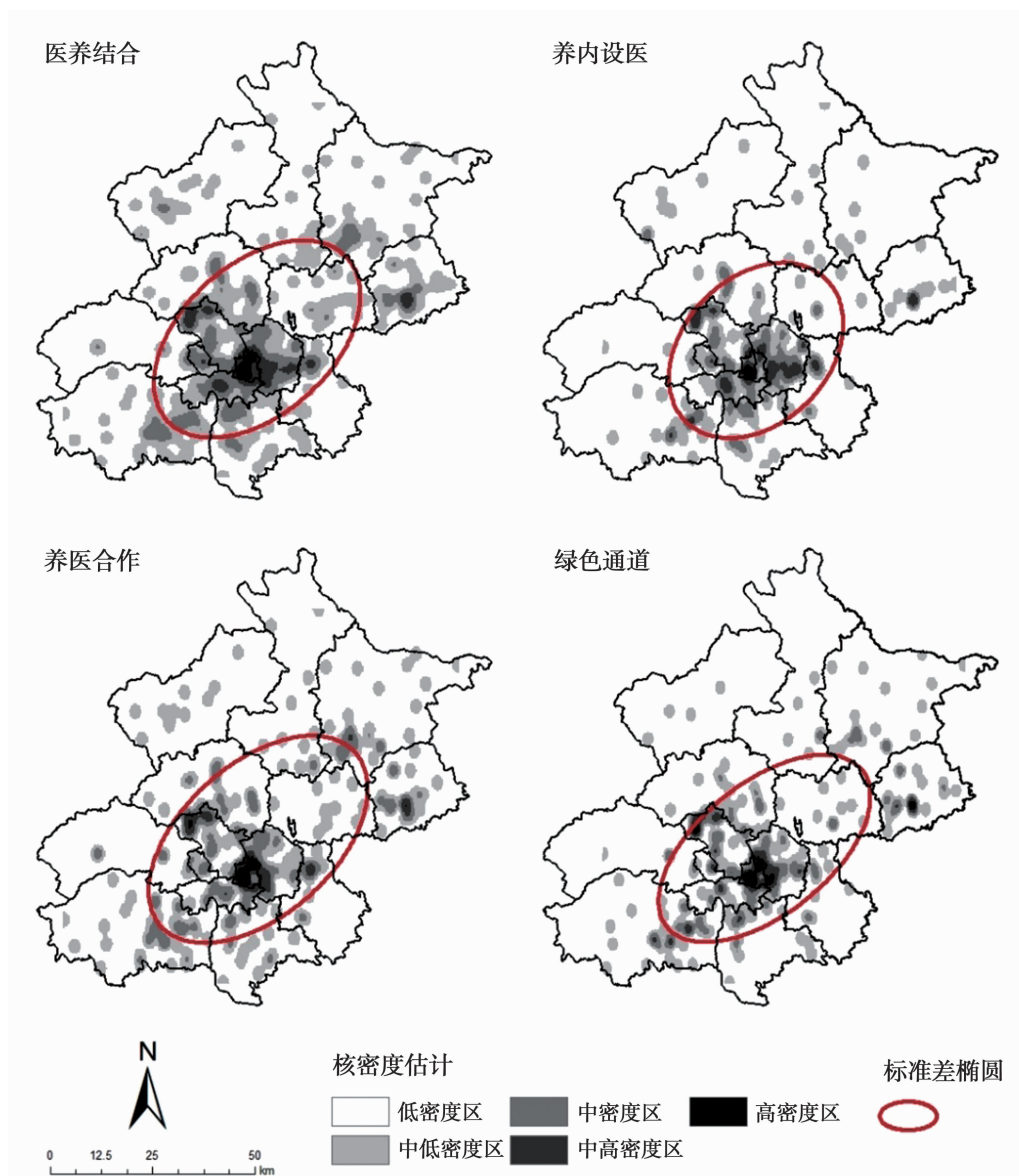 医养结合
养内设医
养医合作
绿色通道
N
核密度估计
标准差椭圆
低密度区
中密度区
高密度区
中低密度区
中高密度区
0 12.5 25 50
km